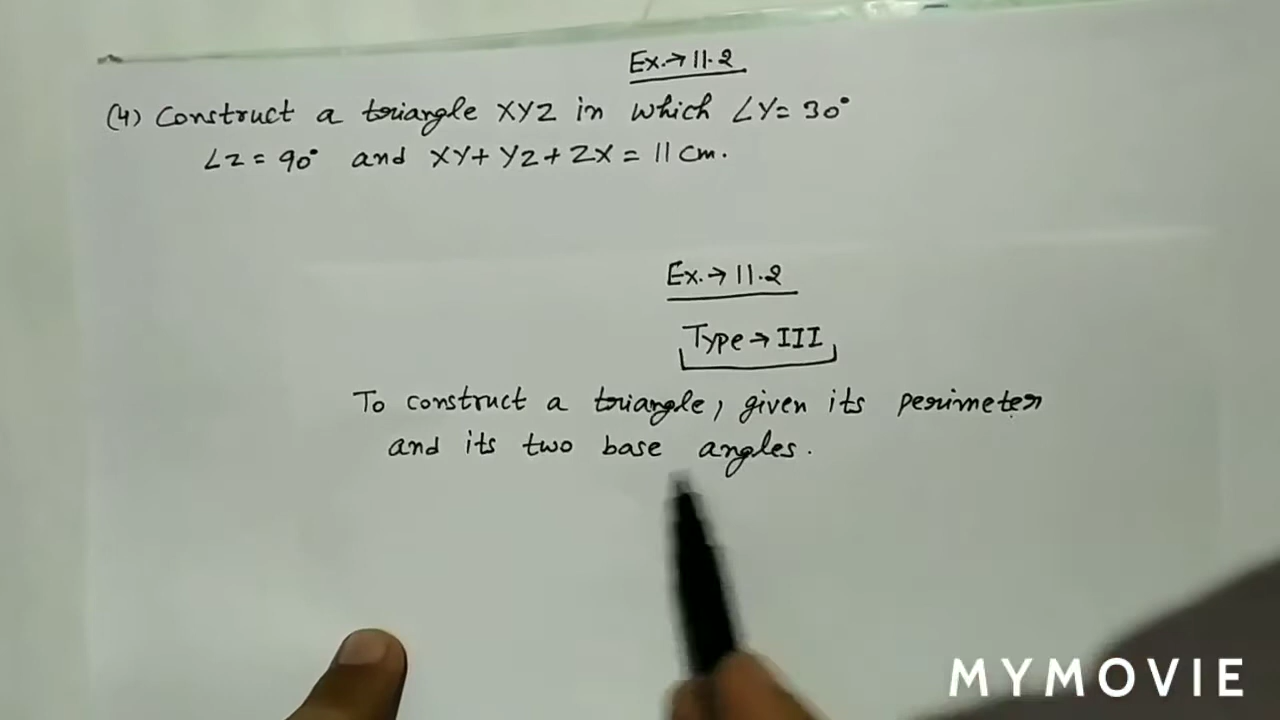 Ex.→ 11.2
(4) Construct a triangle XYZ in which ∠Y= 30°
∠Z = 90° and XY+ YZ + ZX = 11 cm.
Ex.→ 11.2
Type → III
To construct a triangle, given its perimeter
and its two base angles.
MYMOVIE